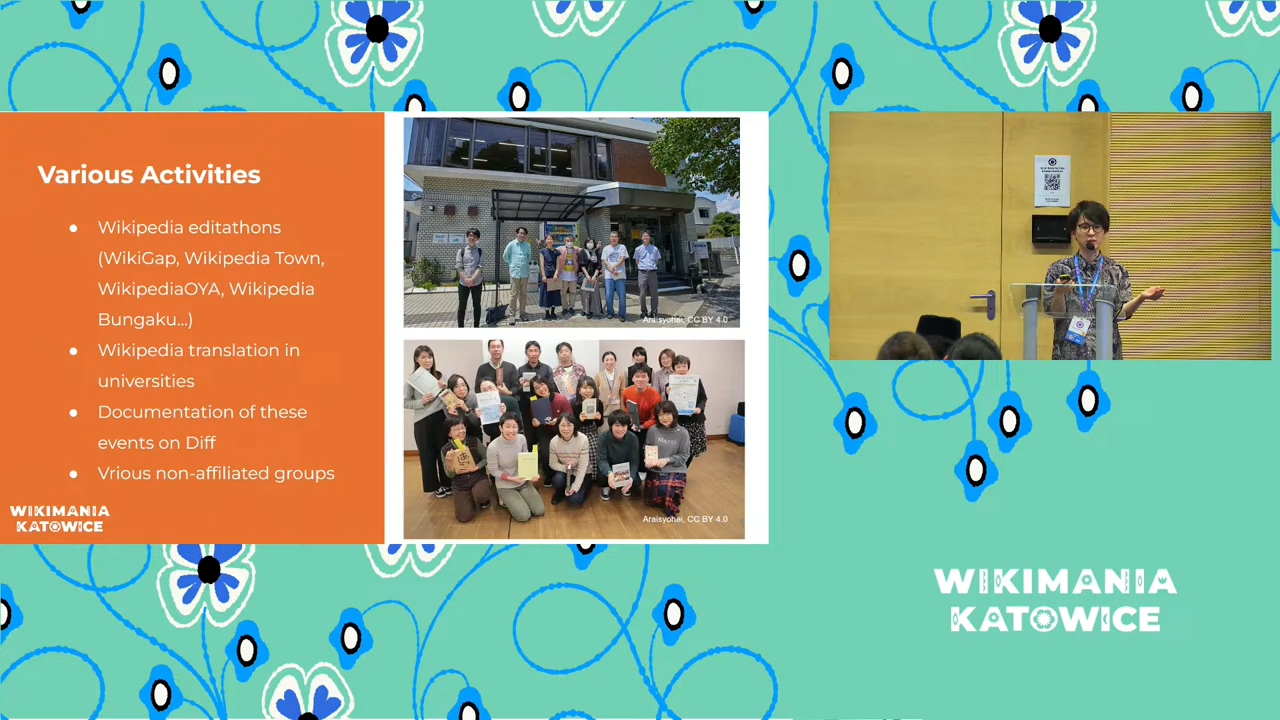 Various Activities
● Wikipedia editathons
(WikiGap, Wikipedia Town,
WikipediaOYA, Wikipedia
Bungaku...)
● Wikipedia translation in
universities
● Documentation of these
events on Diff
● Vrious non-affiliated groups
WIKIMANIA
KATOWICE
Araisyohei, CC BY 4.0
Merci
Araisyohei, CC BY 4.0
WIKIMANIA
KATOWICE